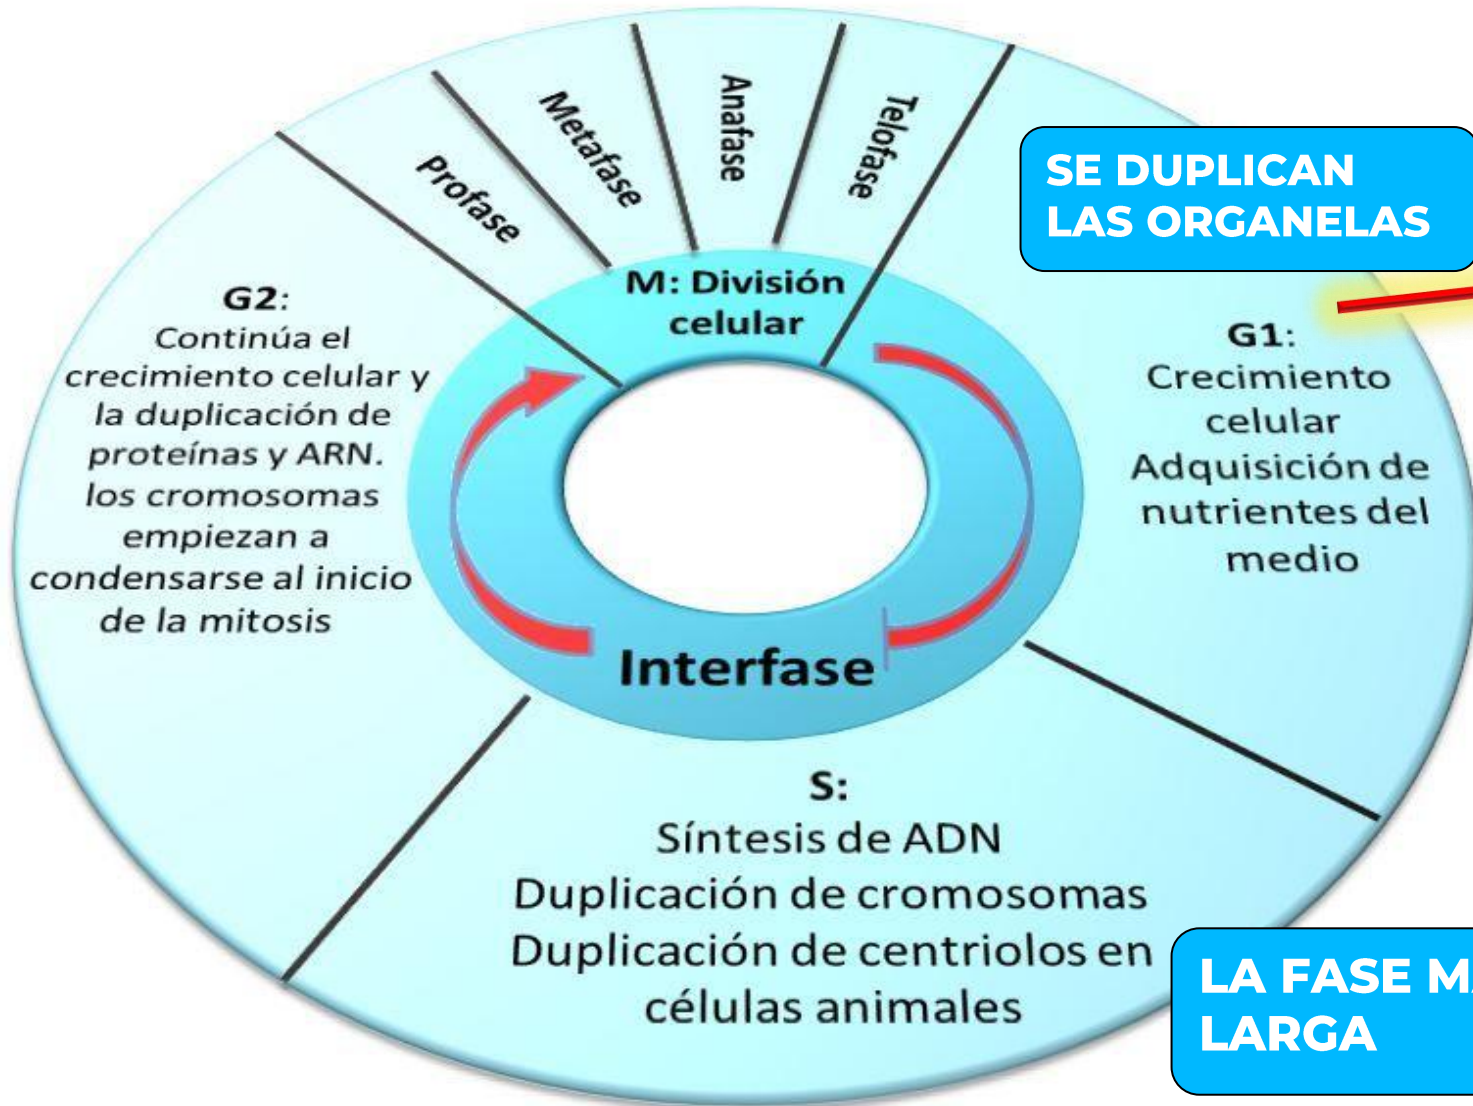 Profase
Metafase
Anafase
Telofase
SE DUPLICAN
LAS ORGANELAS
M: División
celular
G2:
Continúa el
crecimiento celular y
la duplicación de
proteínas y ARN.
los cromosomas
empiezan a
condensarse al inicio
de la mitosis
G1:
Crecimiento
celular
Adquisición de
nutrientes del
medio
Interfase
S:
Síntesis de ADN
Duplicación de cromosomas
Duplicación de centriolos en
células animales
LA FASE
LARGA